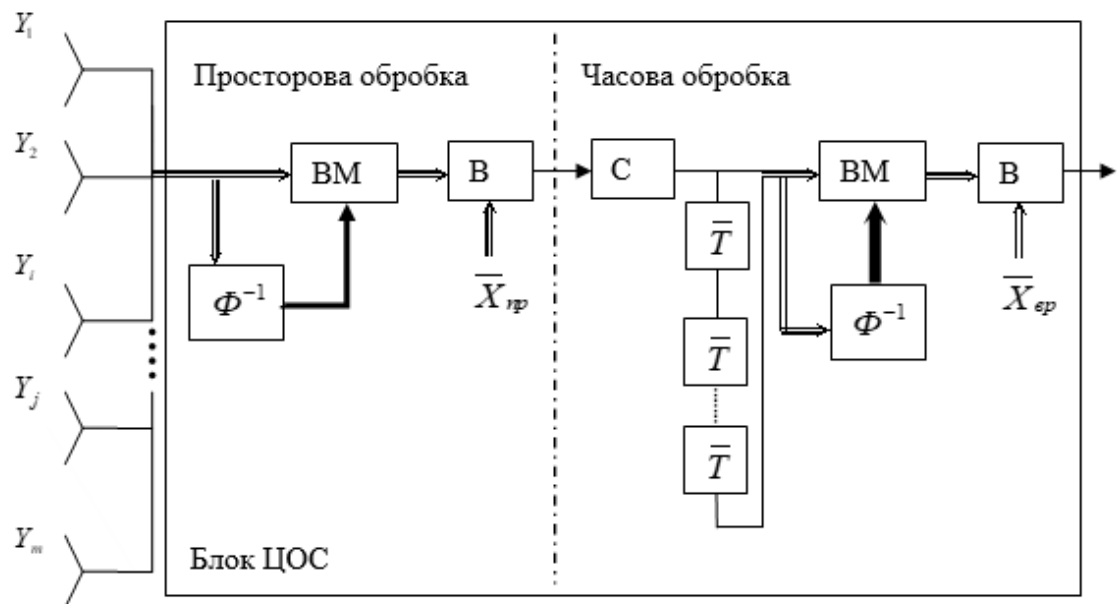 Y₁
Просторова обробка
Часова обробка
Y₂
ВМ
В
С
ВМ
В
T̅
Yᵢ
Φ⁻¹
X̅пр
Φ⁻¹
X̅вр
T̅
Yⱼ
T̅
Yₘ
Блок ЦОС